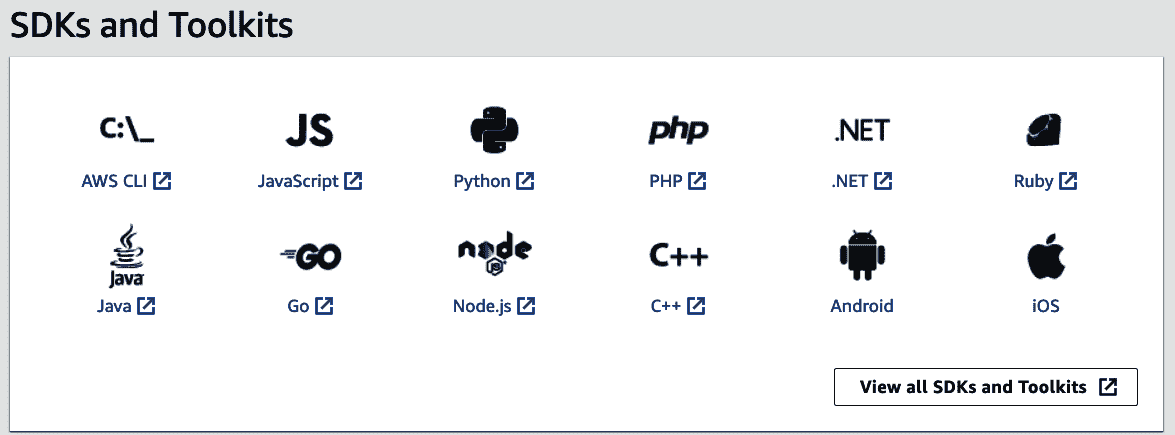 SDKs and Toolkits
C:\_ JS php .NET
AWS CLI JavaScript Python PHP .NET Ruby
Java GO node JS C++
Java Go Node.js C++ Android iOS
View all SDKs and Toolkits